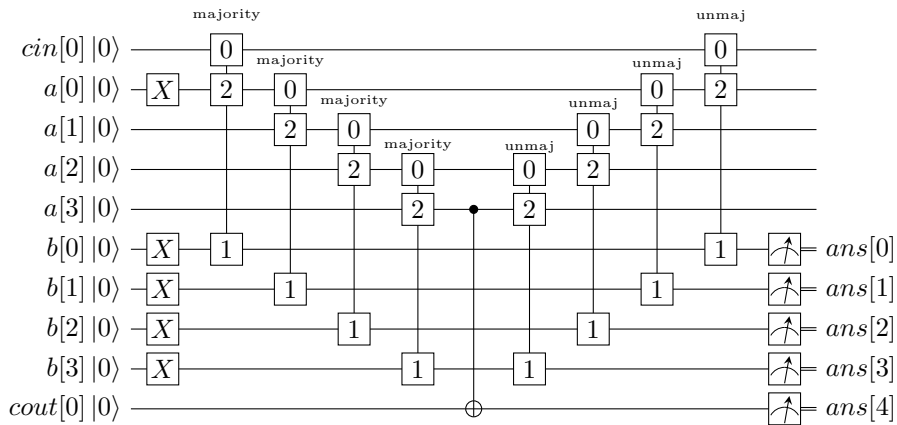 majority unmaj
cin[0] |0⟩ 0 0
majority unmaj
a[0] |0⟩ X 2 0 0 2
majority unmaj
a[1] |0⟩ 2 0 0 2
majority unmaj
a[2] |0⟩ 2 0 0 2
a[3] |0⟩ 2 2
b[0] |0⟩ X 1 1 ans[0]
b[1] |0⟩ X 1 1 ans[1]
b[2] |0⟩ X 1 1 ans[2]
b[3] |0⟩ X 1 1 ans[3]
cout[0] |0⟩ ans[4]